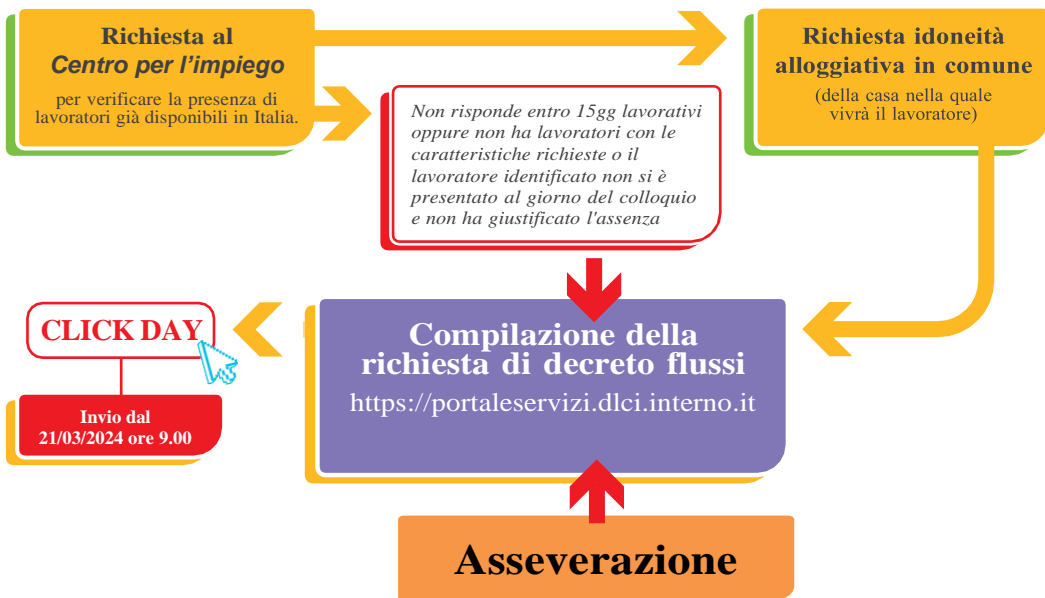 Richiesta al
Centro per l'impiego
per verificare la presenza di
lavoratori già disponibili in Italia.
Non risponde entro 15gg lavorativi
oppure non ha lavoratori con le
caratteristiche richieste o il
lavoratore identificato non si è
presentato al giorno del colloquio
e non ha giustificato l'assenza
Richiesta idoneità
alloggiativa in comune
(della casa nella quale
vivrà il lavoratore)
Compilazione della
richiesta di decreto flussi
https://portaleservizi.dlci.interno.it
CLICK DAY
Invio dal
21/03/2024 ore 9.00
Asseverazione